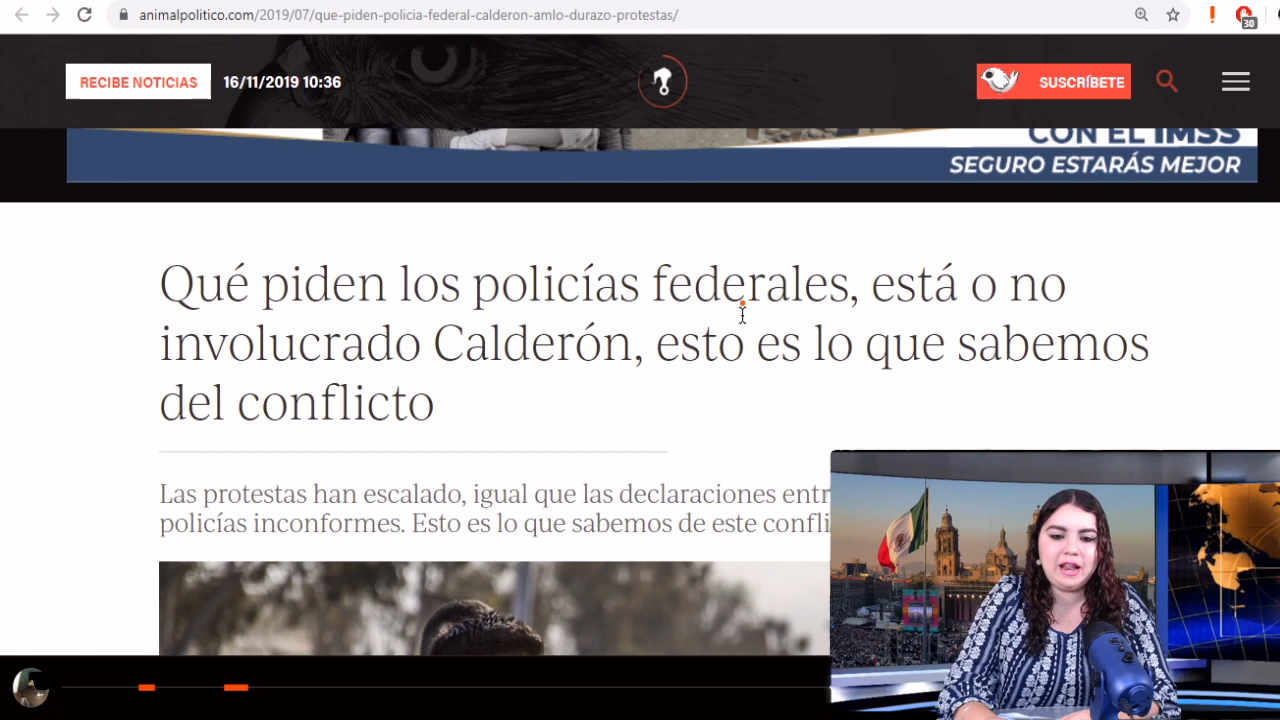 animalpolitico.com/2019/07/que-piden-policia-federal-calderon-amlo-durazo-protestas/
30
RECIBE NOTICIAS
16/11/2019 10:36
SUSCRÍBETE
CON EL IMSS
SEGURO ESTARÁS MEJOR
Qué piden los policías federales, está o no
involucrado Calderón, esto es lo que sabemos
del conflicto
Las protestas han escalado, igual que las declaraciones entr
policías inconformes. Esto es lo que sabemos de este confli